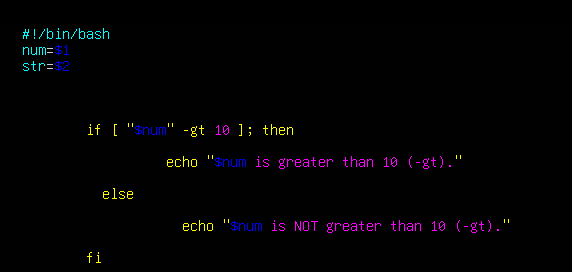 #!/bin/bash
num=$1
str=$2
if [ "$num" -gt 10 ]; then
echo "$num is greater than 10 (-gt)."
else
echo "$num is NOT greater than 10 (-gt)."
fi